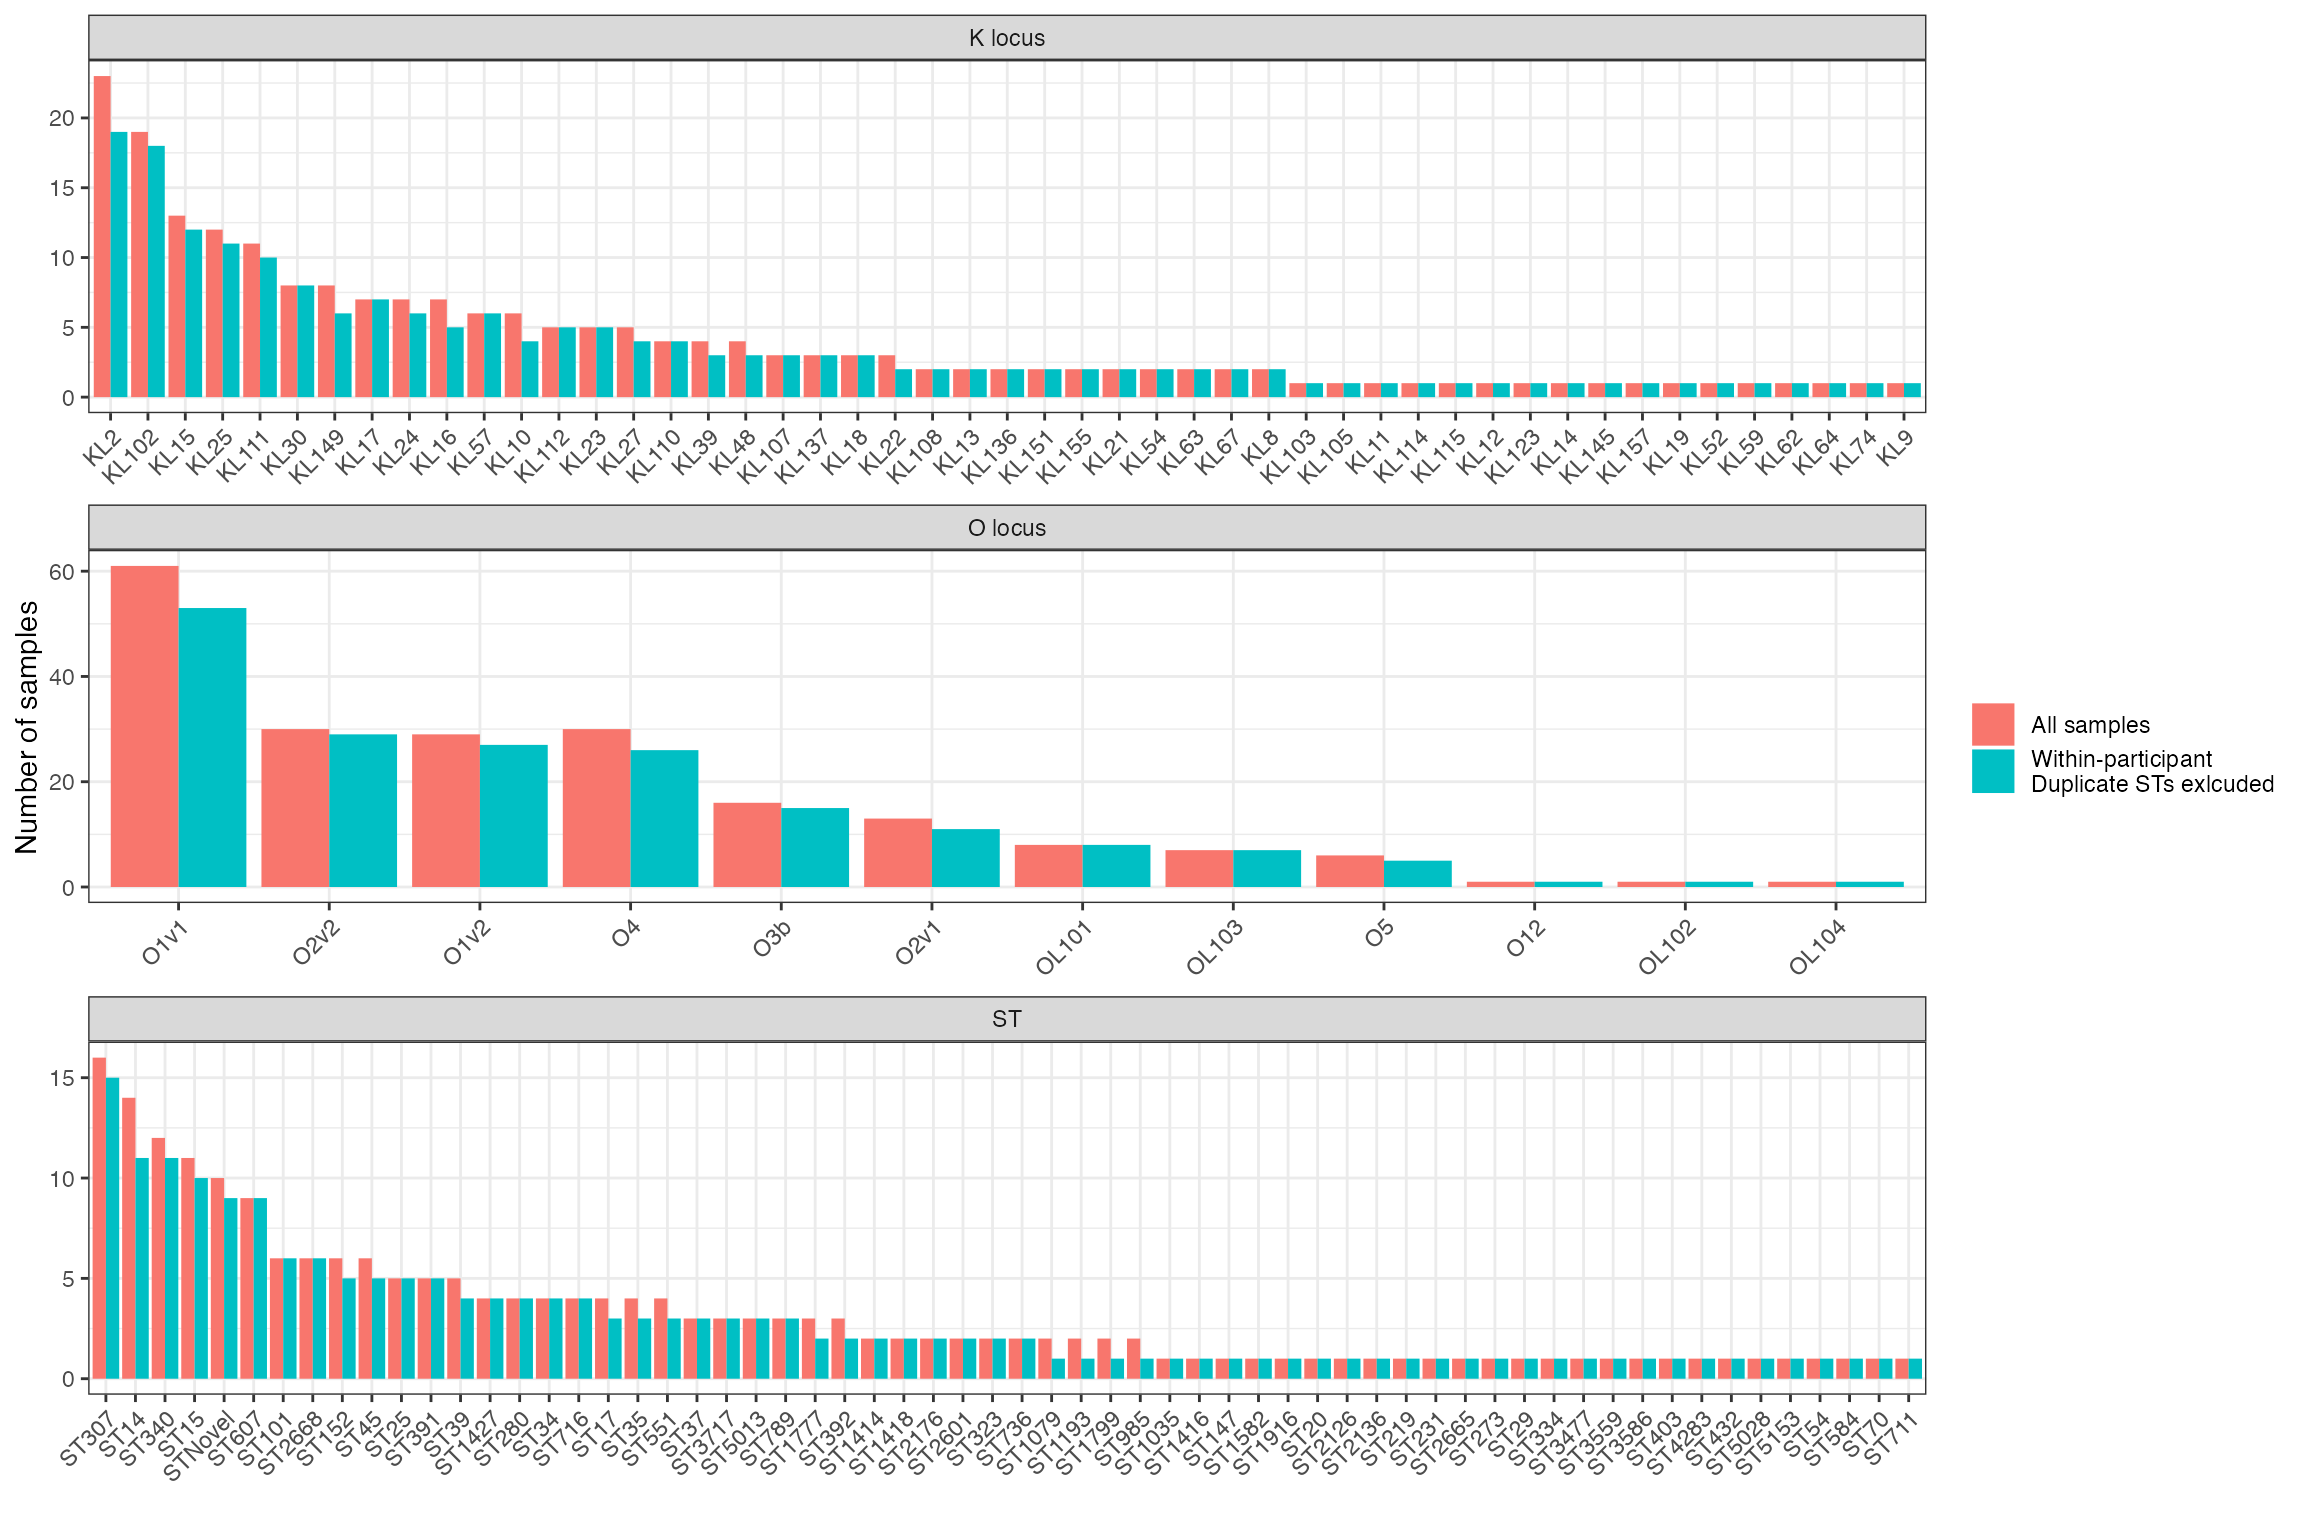 K locus
20
15
10
5
0
KL2 KL102 KL15 KL25 KL111 KL30 KL149 KL17 KL24 KL16 KL57 KL10 KL112 KL23 KL27 KL110 KL39 KL48 KL107 KL137 KL18 KL22 KL108 KL13 KL136 KL151 KL155 KL21 KL54 KL63 KL67 KL8 KL103 KL105 KL11 KL114 KL115 KL12 KL123 KL14 KL145 KL157 KL19 KL52 KL59 KL62 KL64 KL74 KL9
O locus
60
40
20
0
O1v1 O2v2 O1v2 O4 O3b O2v1 OL101 OL103 O5 O12 OL102 OL104
Number of samples
All samples
Within-participant
Duplicate STs exlcuded
ST
15
10
5
0
ST307 ST14 ST340 ST15 STNovel ST607 ST101 ST2668 ST152 ST45 ST25 ST391 ST39 ST1427 ST280 ST34 ST716 ST17 ST35 ST551 ST37 ST3717 ST5013 ST789 ST1777 ST392 ST1414 ST1418 ST2176 ST2601 ST323 ST736 ST1079 ST1193 ST1799 ST985 ST1035 ST1416 ST147 ST1582 ST1916 ST20 ST2126 ST2136 ST219 ST231 ST2665 ST273 ST29 ST334 ST3477 ST3559 ST3586 ST403 ST4283 ST432 ST5028 ST5153 ST54 ST584 ST70 ST711